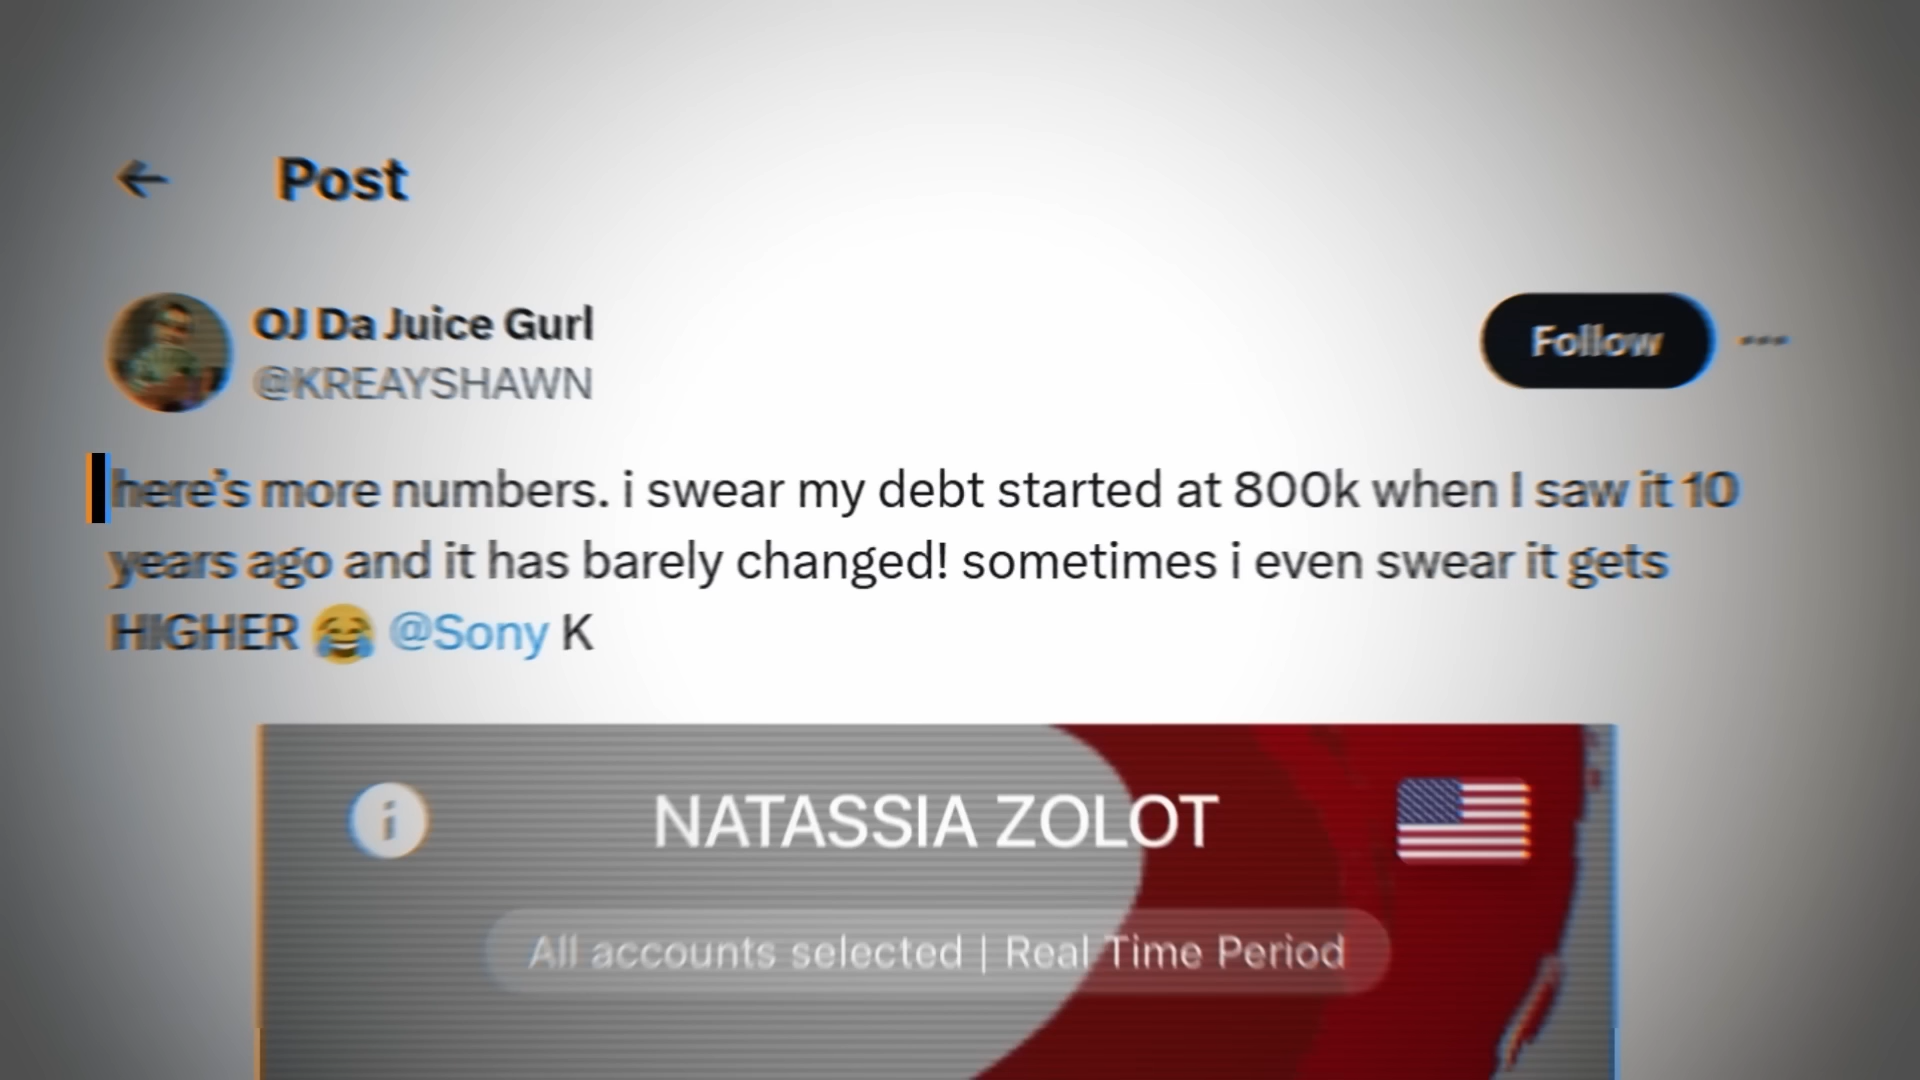 Post
OJ Da Juice Gurl
@KREAYSHAWN
Follow
here's more numbers. i swear my debt started at 800k when I saw it 10
years ago and it has barely changed! sometimes i even swear it gets
HIGHER 😂 @Sony K
NATASSIA ZOLOT
All accounts selected | Real Time Period